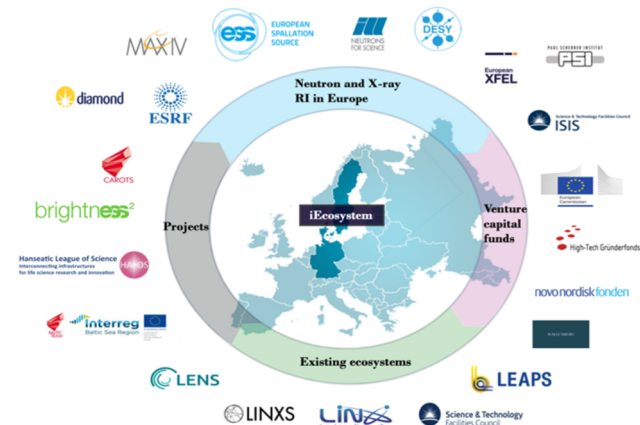 MAXIV
ess
EUROPEAN
SPALLATION
SOURCE
ill
NEUTRONS
FOR SCIENCE
DESY
European
XFEL
PAUL SCHERRER INSTITUT
PSI
diamond
ESRF
Neutron and X-ray
RI in Europe
Science & Technology Facilities Council
ISIS
CAROTS
European
Commission
brightness²
iEcosystem
Projects
Venture
capital
funds
High-Tech Gründerfonds
Hanseatic League of Science
Interconnecting infrastructures
for life science research and innovation
HALOS
novo nordisk fonden
Interreg
Baltic Sea Region
Existing ecosystems
LENS
LEAPS
LINXS
LINX
Science & Technology
Facilities Council